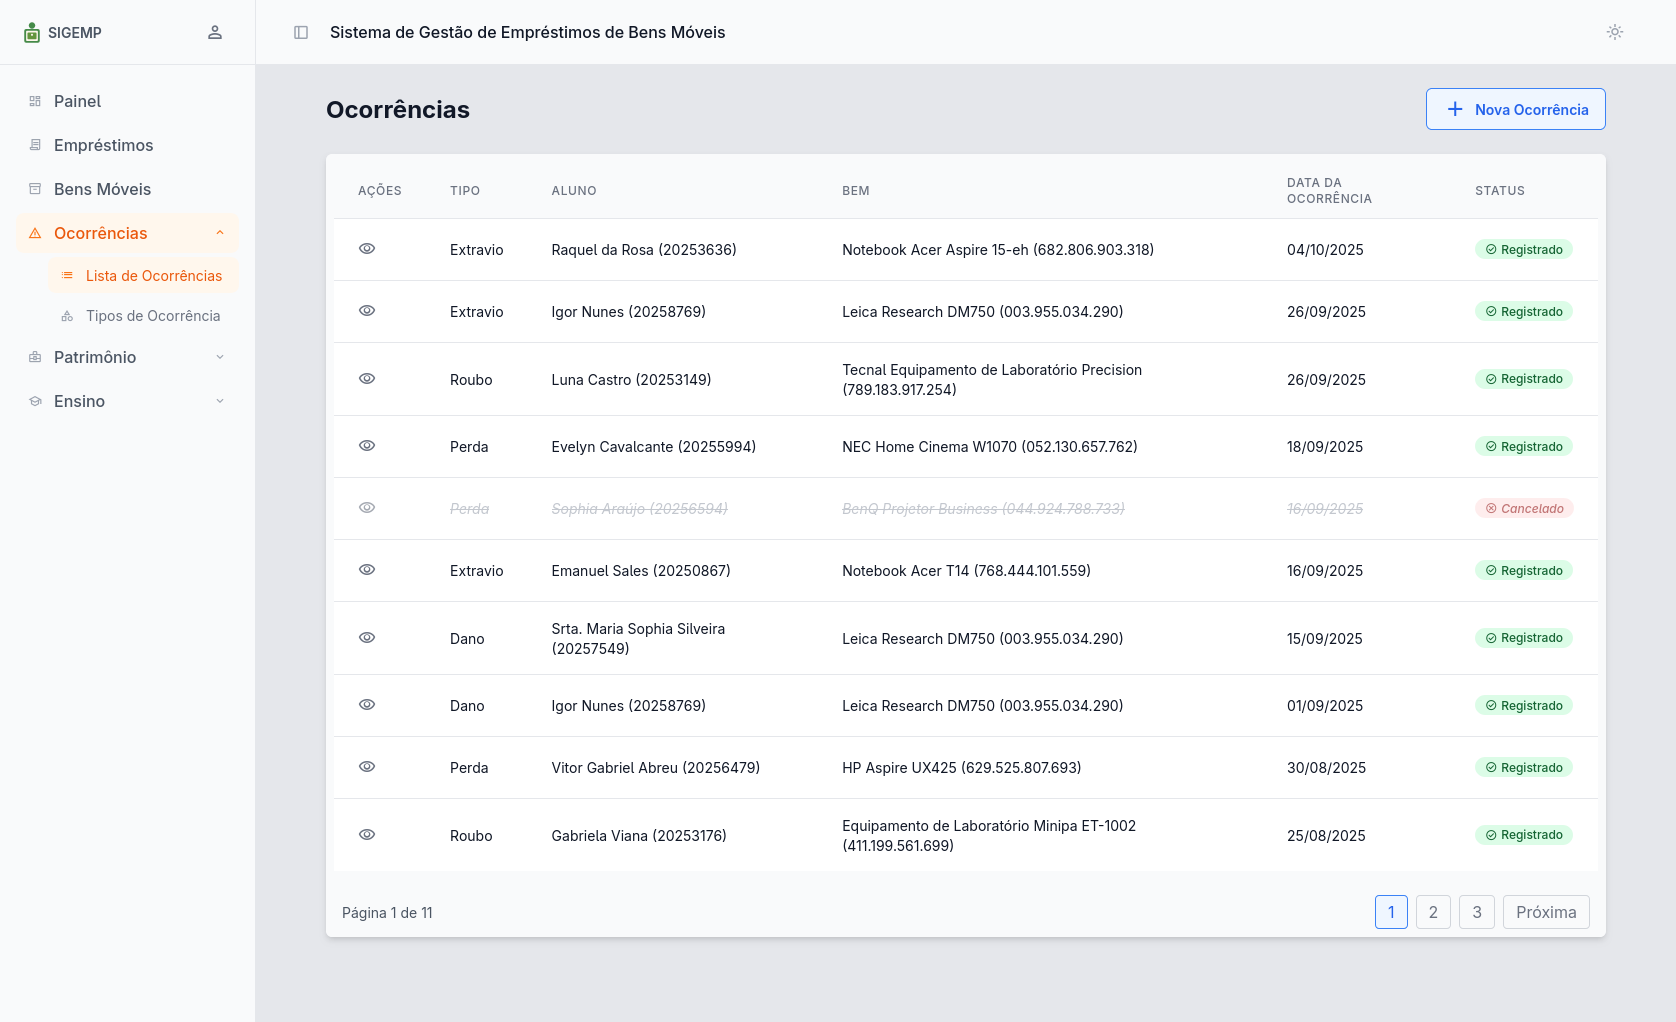 SIGEMP
Sistema de Gestão de Empréstimos de Bens Móveis
Painel
Empréstimos
Bens Móveis
Ocorrências
Lista de Ocorrências
Tipos de Ocorrência
Patrimônio
Ensino
Ocorrências
Nova Ocorrência
AÇÕES TIPO ALUNO BEM DATA DA OCORRÊNCIA STATUS
Extravio Raquel da Rosa (20253636) Notebook Acer Aspire 15-eh (682.806.903.318) 04/10/2025 Registrado
Extravio Igor Nunes (20258769) Leica Research DM750 (003.955.034.290) 26/09/2025 Registrado
Roubo Luna Castro (20253149) Tecnal Equipamento de Laboratório Precision (789.183.917.254) 26/09/2025 Registrado
Perda Evelyn Cavalcante (20255994) NEC Home Cinema W1070 (052.130.657.762) 18/09/2025 Registrado
Perda Sophia Araújo (20256594) BenQ Projetor Business (044.924.788.733) 16/09/2025 Cancelado
Extravio Emanuel Sales (20250867) Notebook Acer T14 (768.444.101.559) 16/09/2025 Registrado
Dano Srta. Maria Sophia Silveira (20257549) Leica Research DM750 (003.955.034.290) 15/09/2025 Registrado
Dano Igor Nunes (20258769) Leica Research DM750 (003.955.034.290) 01/09/2025 Registrado
Perda Vitor Gabriel Abreu (20256479) HP Aspire UX425 (629.525.807.693) 30/08/2025 Registrado
Roubo Gabriela Viana (20253176) Equipamento de Laboratório Minipa ET-1002 (411.199.561.699) 25/08/2025 Registrado
Página 1 de 11
1 2 3 Próxima